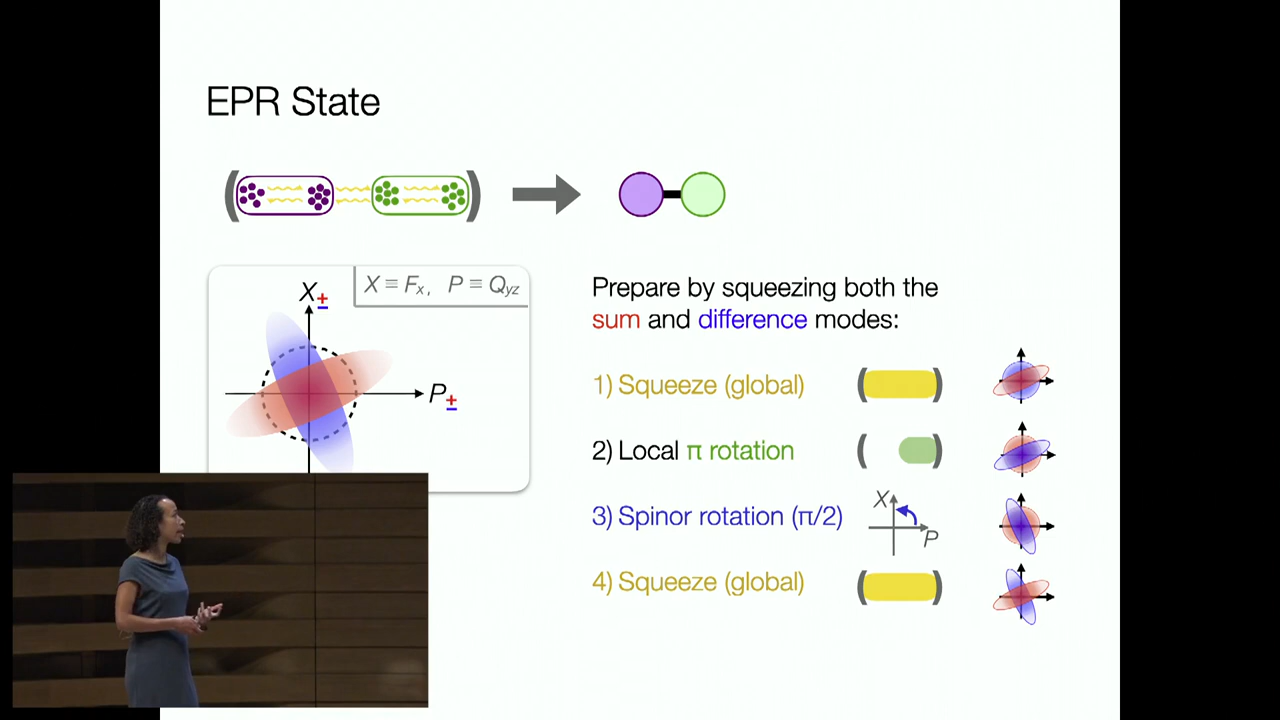 EPR State
X ≡ Fₓ, P ≡ Q_yz
X±
P±
Prepare by squeezing both the
sum and difference modes:
1) Squeeze (global)
2) Local π rotation
3) Spinor rotation (π/2)
X
P
4) Squeeze (global)